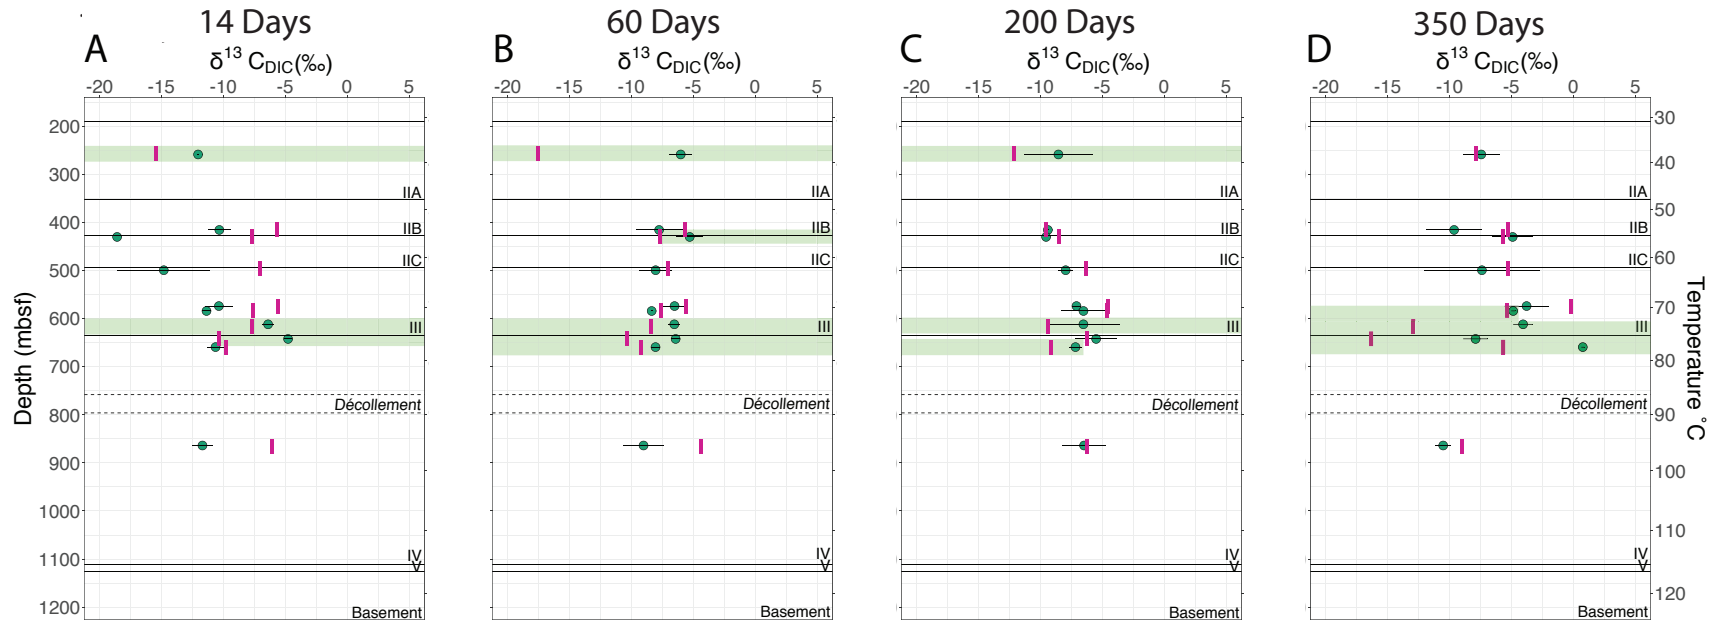 14 Days
60 Days
200 Days
350 Days
A
B
C
D
δ13 CDIC(‰)
δ13 CDIC(‰)
δ13 CDIC(‰)
δ13 CDIC(‰)
-20 -15 -10 -5 0 5
-20 -15 -10 -5 0 5
-20 -15 -10 -5 0 5
-20 -15 -10 -5 0 5
Depth (mbsf)
200
300
400
500
600
700
800
900
1000
1100
1200
IIA
IIB
IIC
III
Décollement
IV
V
Basement
IIA
IIB
IIC
III
Décollement
IV
V
Basement
IIA
IIB
IIC
III
Décollement
IV
V
Basement
IIA
IIB
IIC
III
Décollement
IV
V
Basement
30
40
50
60
70
80
90
100
110
120
Temperature °C